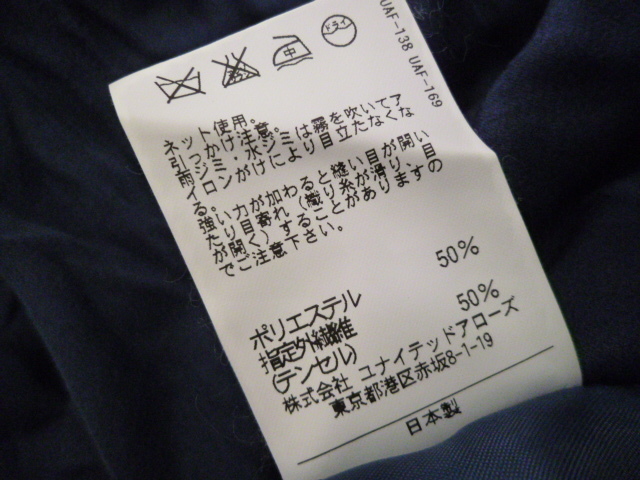 ドライ
中
UAF-138 UAF-169
ネット使用。
引っかけ注意。
雨ジミ・水ジミは霧を吹いてア
イロンがけにより目立たなくな
る。
強い力が加わると縫い目が開い
たり目寄れ(織り糸が滑り、目
が開く)することがありますの
でご注意下さい。
50%
ポリエステル
50%
指定外繊維
(テンセル)
株式会社 ユナイテッドアローズ
東京都港区赤坂8-1-19
日本製